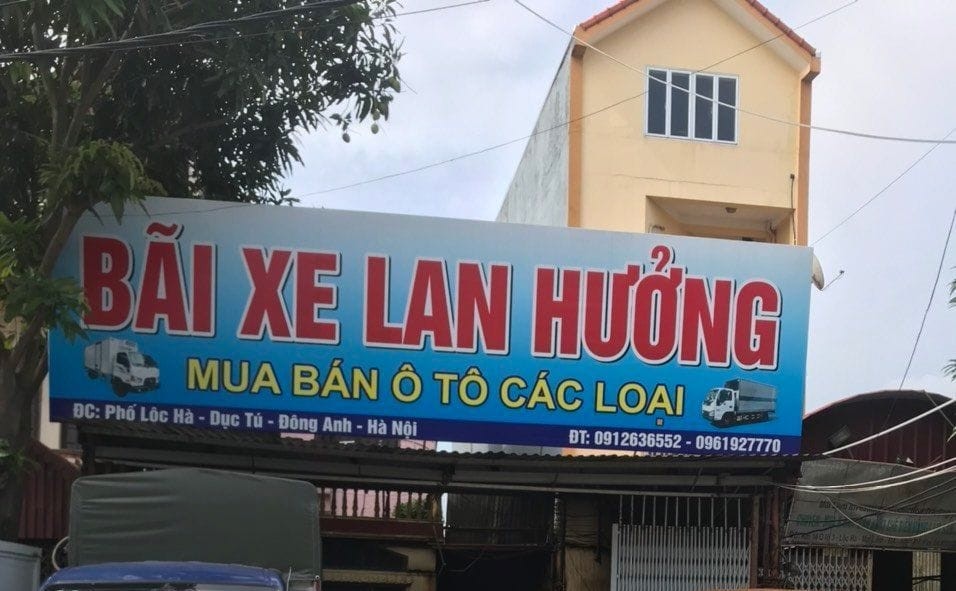 BÃI XE LAN HƯỞNG
MUA BÁN Ô TÔ CÁC LOẠI
ĐC: Phố Lôc Hà - Dục Tú - Đông Anh - Hà Nội
ĐT: 0912636552 - 0961927770